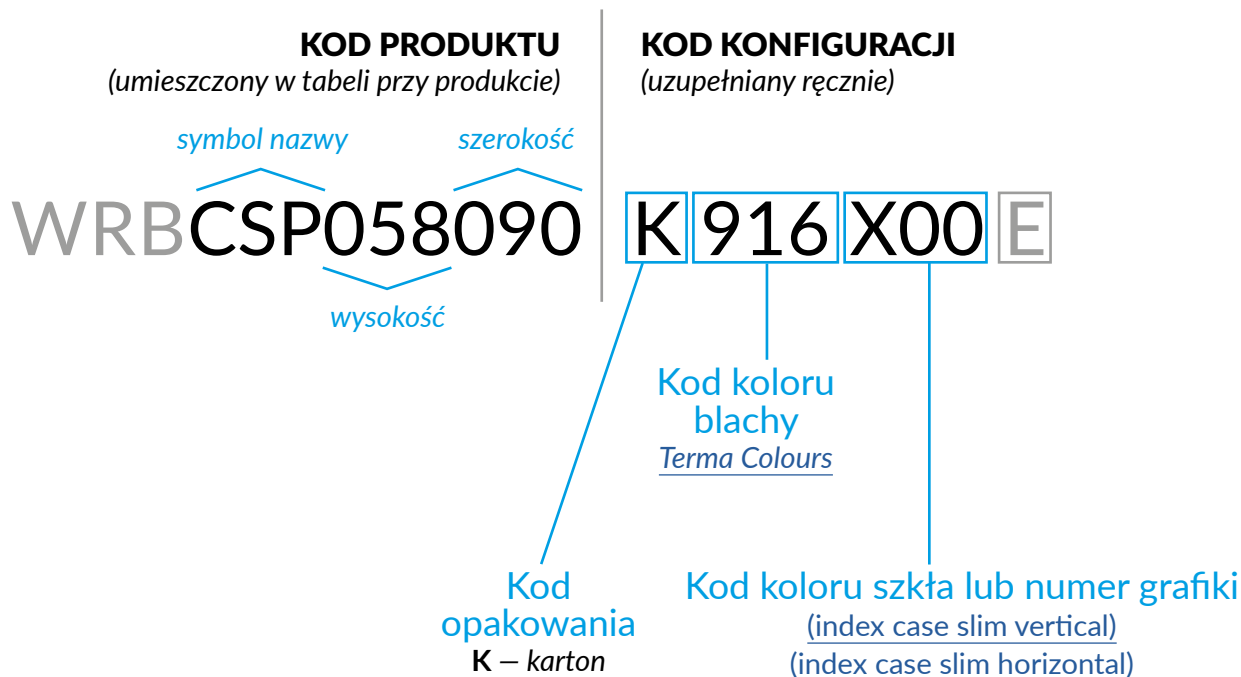 KOD PRODUKTU
(umieszczony w tabeli przy produkcie)
KOD KONFIGURACJI
(uzupełniany ręcznie)
symbol nazwy
szerokość
WRBCSP058090 K 916 X00 E
wysokość
Kod koloru
blachy
Terma Colours
Kod
opakowania
K – karton
Kod koloru szkła lub numer grafiki
(index case slim vertical)
(index case slim horizontal)